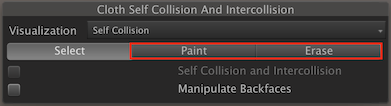 Cloth Self Collision And Intercollision
Visualization Self Collision
Select Paint Erase
Self Collision and Intercollision
Manipulate Backfaces